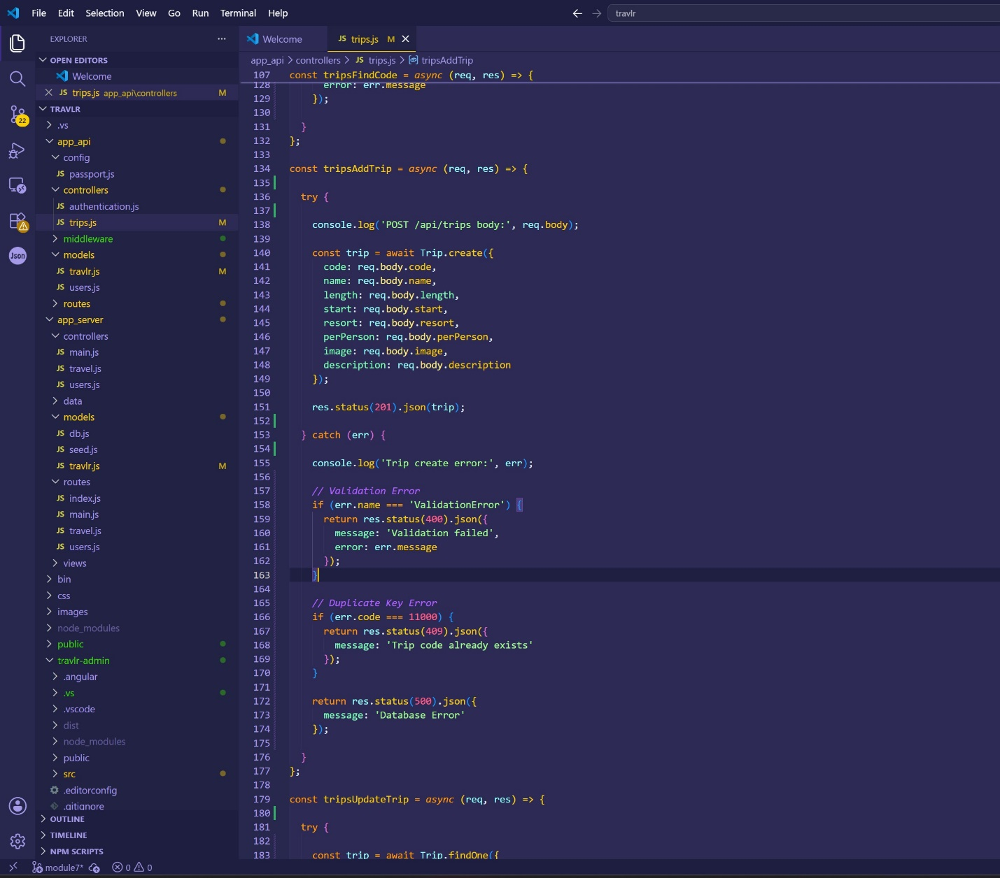 File Edit Selection View Go Run Terminal Help
travlr
EXPLORER
OPEN EDITORS
Welcome
JS trips.js app_api\controllers M
TRAVLR
.vs
app_api
config
JS passport.js
controllers
JS authentication.js
JS trips.js M
middleware
models
JS travlr.js M
JS users.js
routes
app_server
controllers
JS main.js
JS travel.js
JS users.js
data
models
JS db.js
JS seed.js
JS travlr.js M
routes
JS index.js
JS main.js
JS travel.js
JS users.js
views
bin
css
images
node_modules
public
travlr-admin
.angular
.vs
.vscode
dist
node_modules
public
src
.editorconfig
.gitignore
OUTLINE
TIMELINE
NPM SCRIPTS
22
Json
Welcome
JS trips.js M
app_api > controllers > JS trips.js > tripsAddTrip
107 const tripsFindCode = async (req, res) => {
128 error: err.message
129 });
130
131 }
132 };
133
134 const tripsAddTrip = async (req, res) => {
135
136 try {
137
138 console.log('POST /api/trips body:', req.body);
139
140 const trip = await Trip.create({
141 code: req.body.code,
142 name: req.body.name,
143 length: req.body.length,
144 start: req.body.start,
145 resort: req.body.resort,
146 perPerson: req.body.perPerson,
147 image: req.body.image,
148 description: req.body.description
149 });
150
151 res.status(201).json(trip);
152
153 } catch (err) {
154
155 console.log('Trip create error:', err);
156
157 // Validation Error
158 if (err.name === 'ValidationError') {
159 return res.status(400).json({
160 message: 'Validation failed',
161 error: err.message
162 });
163 }
164
165 // Duplicate Key Error
166 if (err.code === 11000) {
167 return res.status(409).json({
168 message: 'Trip code already exists'
169 });
170 }
171
172 return res.status(500).json({
173 message: 'Database Error'
174 });
175
176 }
177 };
178
179 const tripsUpdateTrip = async (req, res) => {
180
181 try {
182
183 const trip = await Trip.findOne({
module7* 0 0